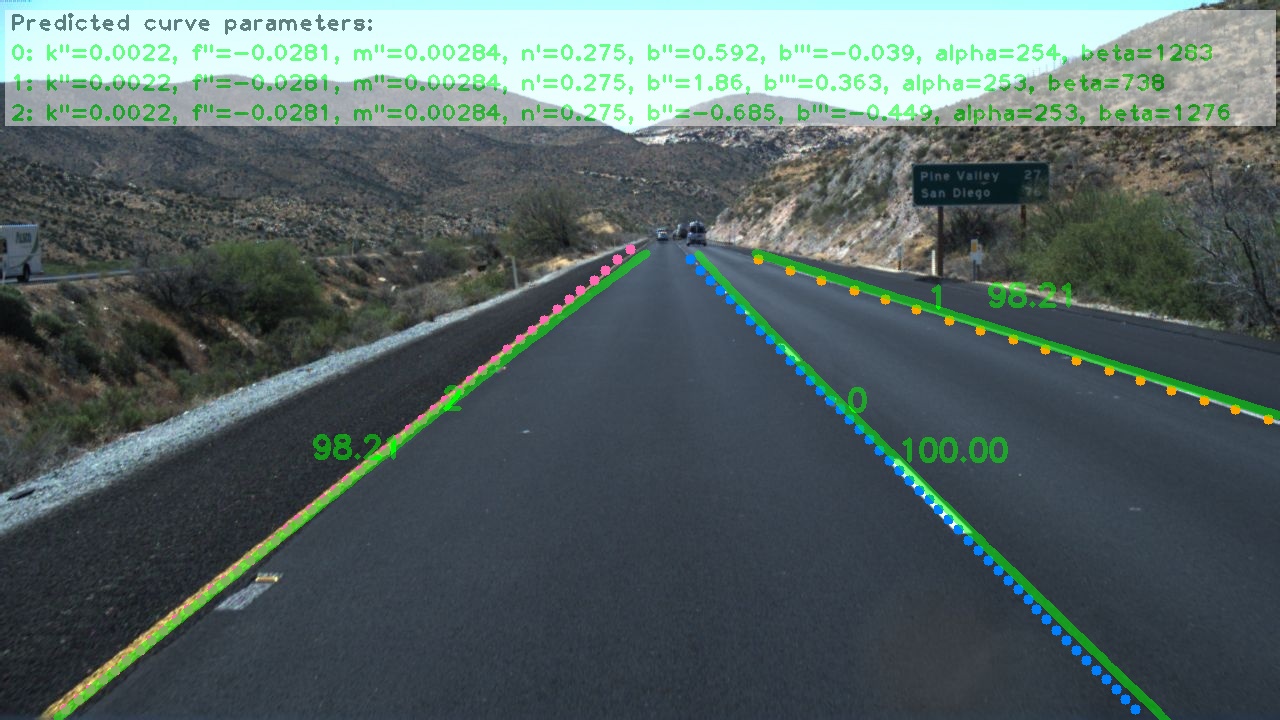 Predicted curve parameters:
0: k''=0.0022, f''=-0.0281, m''=0.00284, n'=0.275, b''=0.592, b'''=-0.039, alpha=254, beta=1283
1: k''=0.0022, f''=-0.0281, m''=0.00284, n'=0.275, b''=1.86, b'''=0.363, alpha=253, beta=738
2: k''=0.0022, f''=-0.0281, m''=0.00284, n'=0.275, b''=-0.685, b'''=-0.449, alpha=253, beta=1276
Pine Valley 27
San Diego
1 98.21
2 0
98.21 100.00